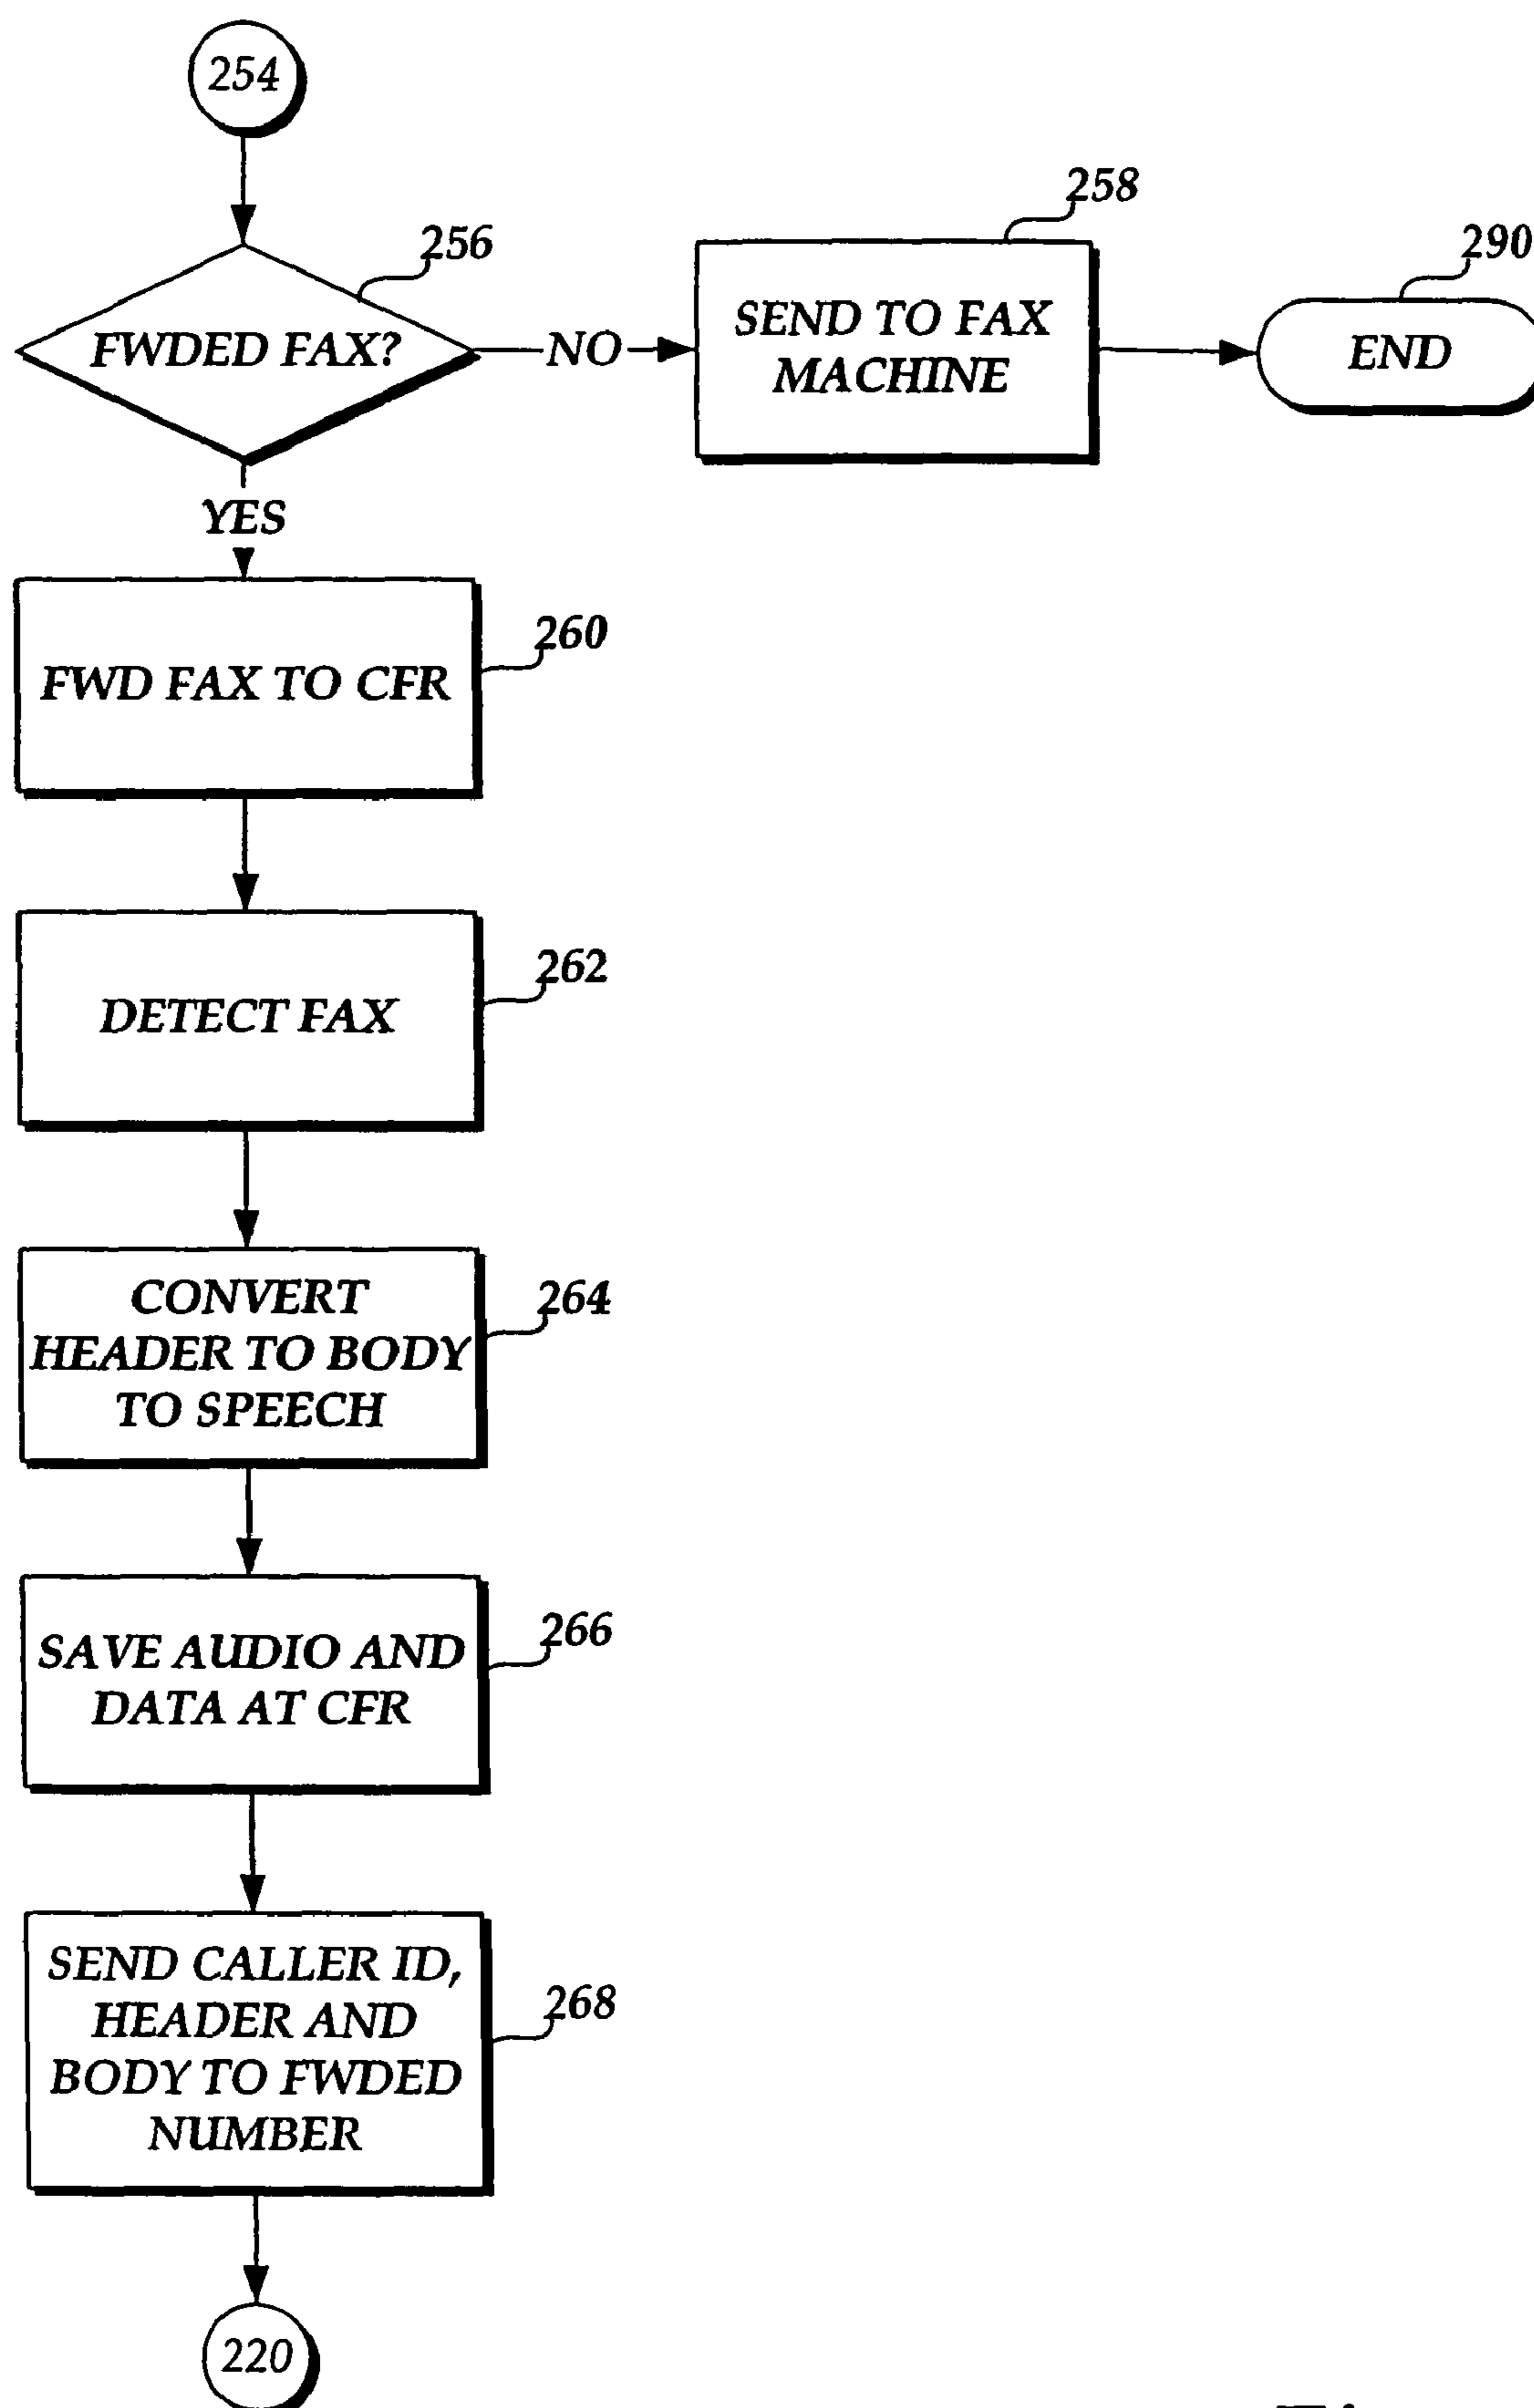 254
256
FWDED FAX?
NO
258
SEND TO FAX
MACHINE
290
END
YES
260
FWD FAX TO CFR
262
DETECT FAX
264
CONVERT
HEADER TO BODY
TO SPEECH
266
SAVE AUDIO AND
DATA AT CFR
268
SEND CALLER ID,
HEADER AND
BODY TO FWDED
NUMBER
220